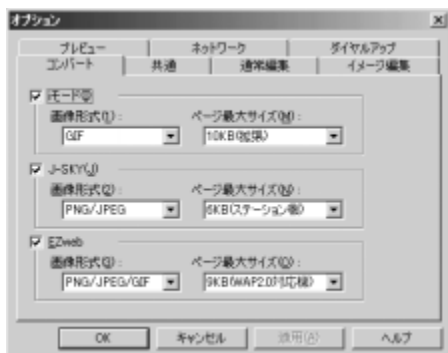 オプション
プレビュー ネットワーク ダイヤルアップ
コンバート 共通 通常編集 イメージ編集
iモード
画像形式(1): ページ最大サイズ(M):
GIF 10KB(拡張)
J-SKY(J)
画像形式(2): ページ最大サイズ(N):
PNG/JPEG 6KB(ステーション機)
EZweb
画像形式(3): ページ最大サイズ(O):
PNG/JPEG/GIF 9KB(WAP2.0対応機)
OK キャンセル 適用(A) ヘルプ